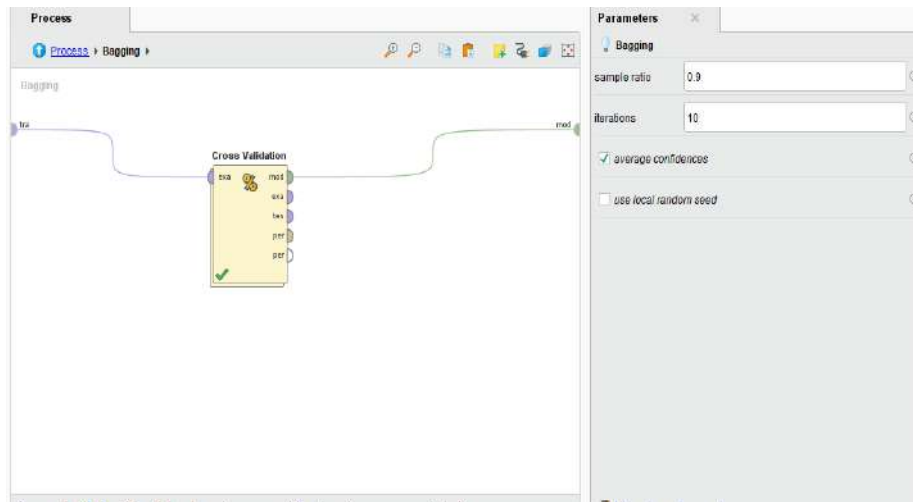 Process
Process ▸ Bagging ▸
Bagging
tra
mod
Cross Validation
exa
mod
exa
tes
per
per
Parameters
Bagging
sample ratio
0.9
iterations
10
average confidences
use local random seed